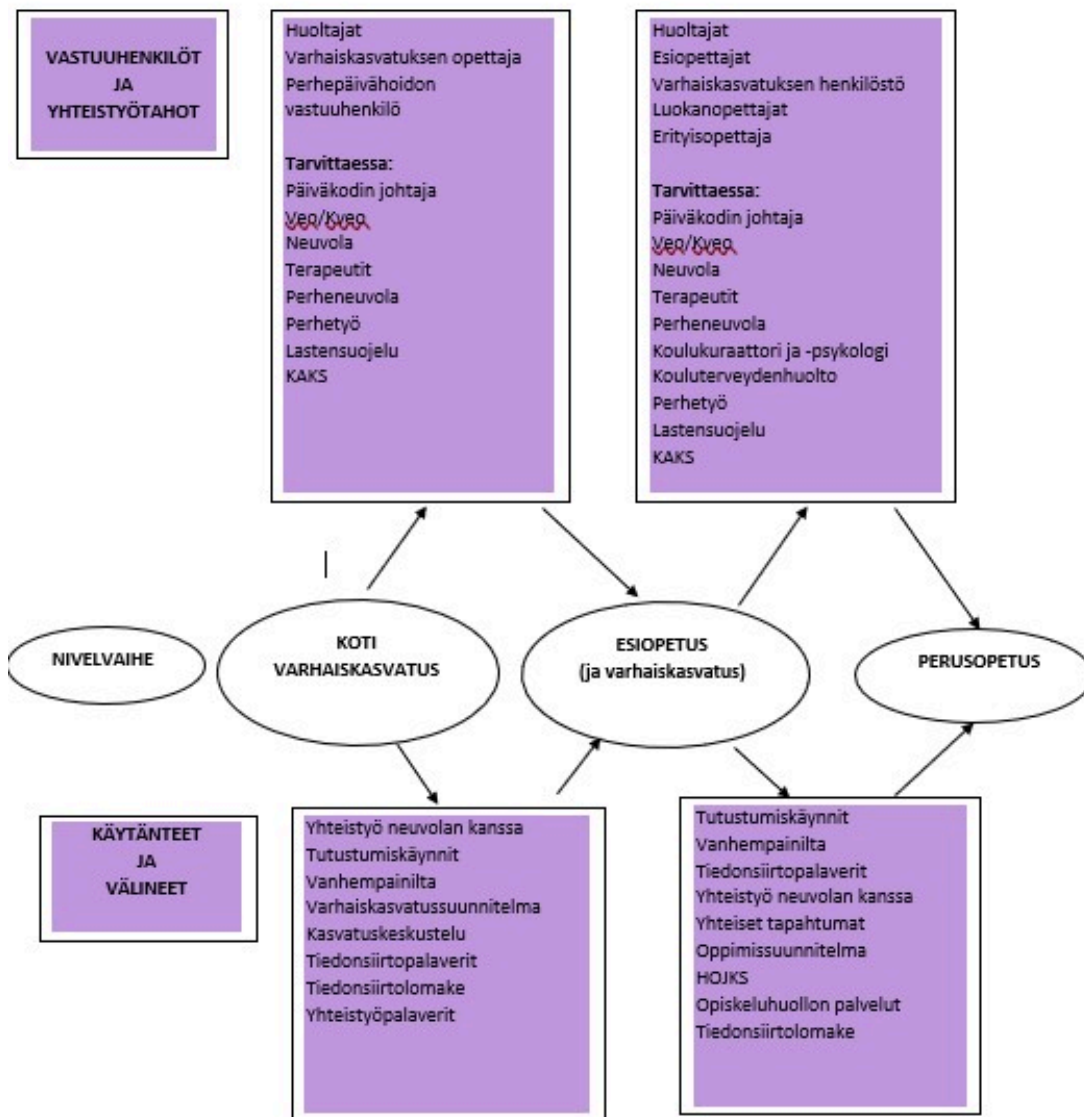 VASTUUHENKILÖT
JA
YHTEISTYÖTAHOT
Huoltajat
Varhaiskasvatuksen opettaja
Perhepäivähoidon
vastuuhenkilö
Tarvittaessa:
Päiväkodin johtaja
Veo/Kveo
Neuvola
Terapeutit
Perheneuvola
Perhetyö
Lastensuojelu
KAKS
Huoltajat
Esiopettajat
Varhaiskasvatuksen henkilöstö
Luokanopettajat
Erityisopettaja
Tarvittaessa:
Päiväkodin johtaja
Veo/Kveo
Neuvola
Terapeutit
Perheneuvola
Koulukuraattori ja -psykologi
Kouluterveydenhuolto
Perhetyö
Lastensuojelu
KAKS
NIVELVAIHE
KOTI
VARHAISKASVATUS
ESIOPETUS
(ja varhaiskasvatus)
PERUSOPETUS
KÄYTÄNTEET
JA
VÄLINEET
Yhteistyö neuvolan kanssa
Tutustumiskäynnit
Vanhempainilta
Varhaiskasvatussuunnitelma
Kasvatuskeskustelu
Tiedonsiirtopalaverit
Tiedonsiirtolomake
Yhteistyöpalaverit
Tutustumiskäynnit
Vanhempainilta
Tiedonsiirtopalaverit
Yhteistyö neuvolan kanssa
Yhteiset tapahtumat
Oppimissuunnitelma
HOJKS
Opiskeluhuollon palvelut
Tiedonsiirtolomake